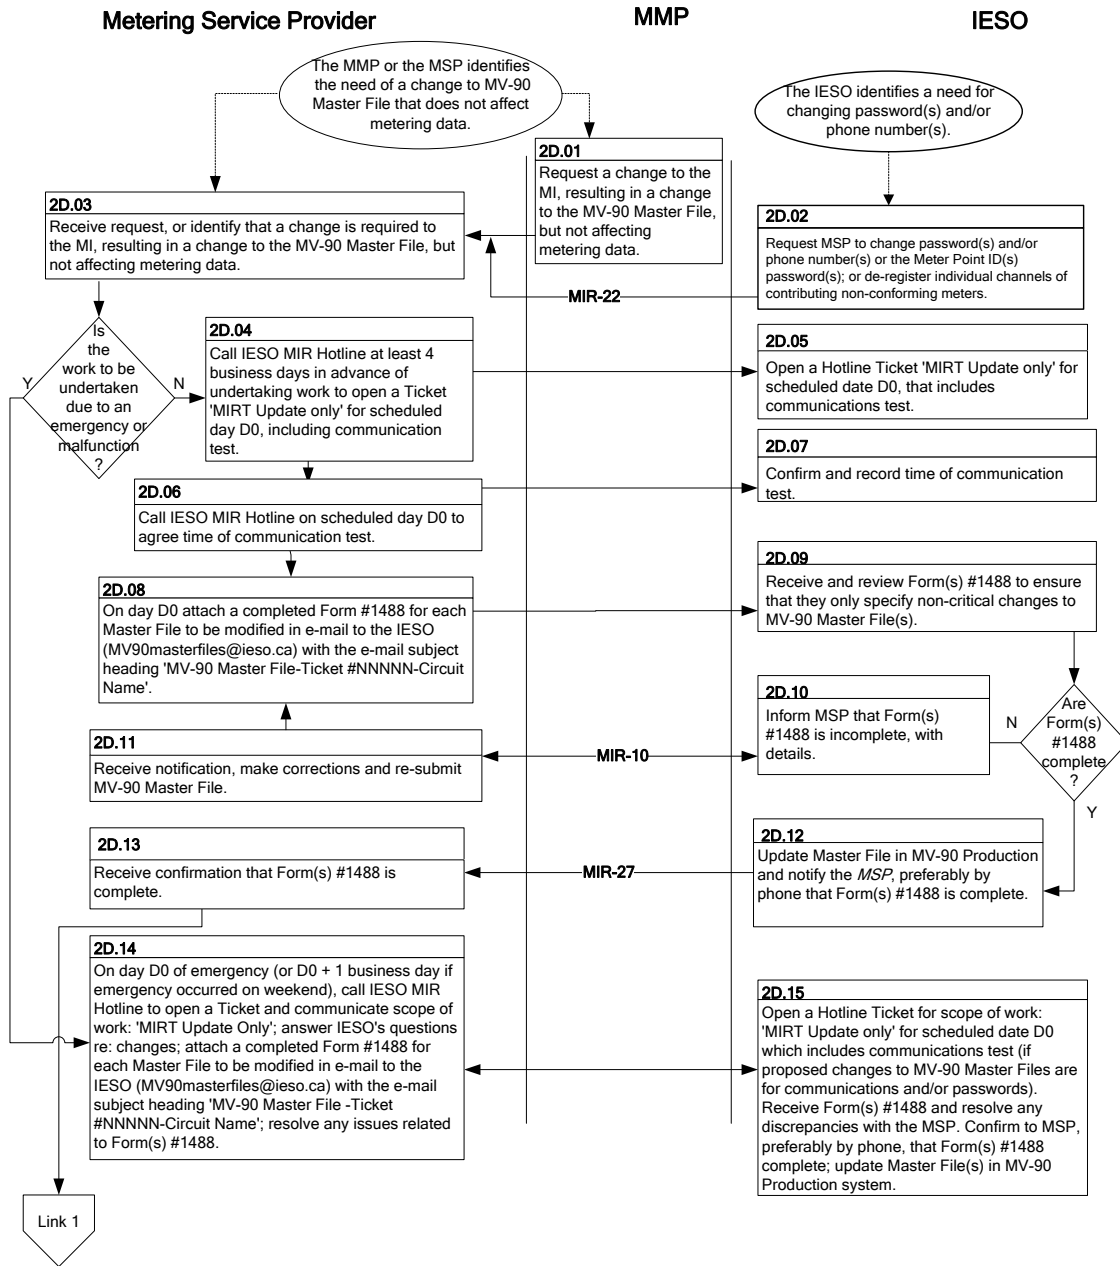 Metering Service Provider
MMP
IESO
The MMP or the MSP identifies
the need of a change to MV-90
Master File that does not affect
metering data.
The IESO identifies a need for
changing password(s) and/or
phone number(s).
2D.01
Request a change to the
MI, resulting in a change
to the MV-90 Master File,
but not affecting
metering data.
2D.03
Receive request, or identify that a change is required to
the MI, resulting in a change to the MV-90 Master File, but
not affecting metering data.
2D.02
Request MSP to change password(s) and/or
phone number(s) or the Meter Point ID(s)
password(s); or de-register individual channels of
contributing non-conforming meters.
MIR-22
Is
the
work to be
undertaken
due to an
emergency or
malfunction
?
Y
N
2D.04
Call IESO MIR Hotline at least 4
business days in advance of
undertaking work to open a Ticket
'MIRT Update only' for scheduled
day D0, including communication
test.
2D.05
Open a Hotline Ticket 'MIRT Update only' for
scheduled date D0, that includes
communications test.
2D.06
Call IESO MIR Hotline on scheduled day D0 to
agree time of communication test.
2D.07
Confirm and record time of communication
test.
2D.08
On day D0 attach a completed Form #1488 for each
Master File to be modified in e-mail to the IESO
(MV90masterfiles@ieso.ca) with the e-mail subject
heading 'MV-90 Master File-Ticket #NNNNN-Circuit
Name'.
2D.09
Receive and review Form(s) #1488 to ensure
that they only specify non-critical changes to
MV-90 Master File(s).
2D.10
Inform MSP that Form(s)
#1488 is incomplete, with
details.
N
Are
Form(s)
#1488
complete
?
Y
2D.11
Receive notification, make corrections and re-submit
MV-90 Master File.
MIR-10
2D.12
Update Master File in MV-90 Production
and notify the MSP, preferably by
phone that Form(s) #1488 is complete.
2D.13
Receive confirmation that Form(s) #1488 is
complete.
MIR-27
2D.14
On day D0 of emergency (or D0 + 1 business day if
emergency occurred on weekend), call IESO MIR
Hotline to open a Ticket and communicate scope of
work: 'MIRT Update Only'; answer IESO's questions
re: changes; attach a completed Form #1488 for
each Master File to be modified in e-mail to the
IESO (MV90masterfiles@ieso.ca) with the e-mail
subject heading 'MV-90 Master File -Ticket
#NNNNN-Circuit Name'; resolve any issues related
to Form(s) #1488.
2D.15
Open a Hotline Ticket for scope of work:
'MIRT Update only' for scheduled date D0
which includes communications test (if
proposed changes to MV-90 Master Files are
for communications and/or passwords).
Receive Form(s) #1488 and resolve any
discrepancies with the MSP. Confirm to MSP,
preferably by phone, that Form(s) #1488
complete; update Master File(s) in MV-90
Production system.
Link 1